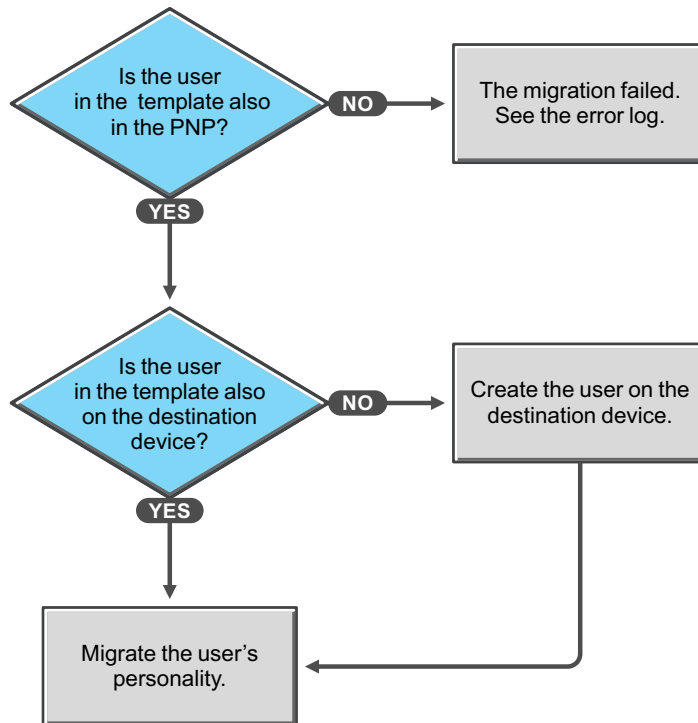 Is the user
in the template also
in the PNP?
NO
The migration failed.
See the error log.
YES
Is the user
in the template also
on the destination
device?
NO
Create the user on the
destination device.
YES
Migrate the user’s
personality.